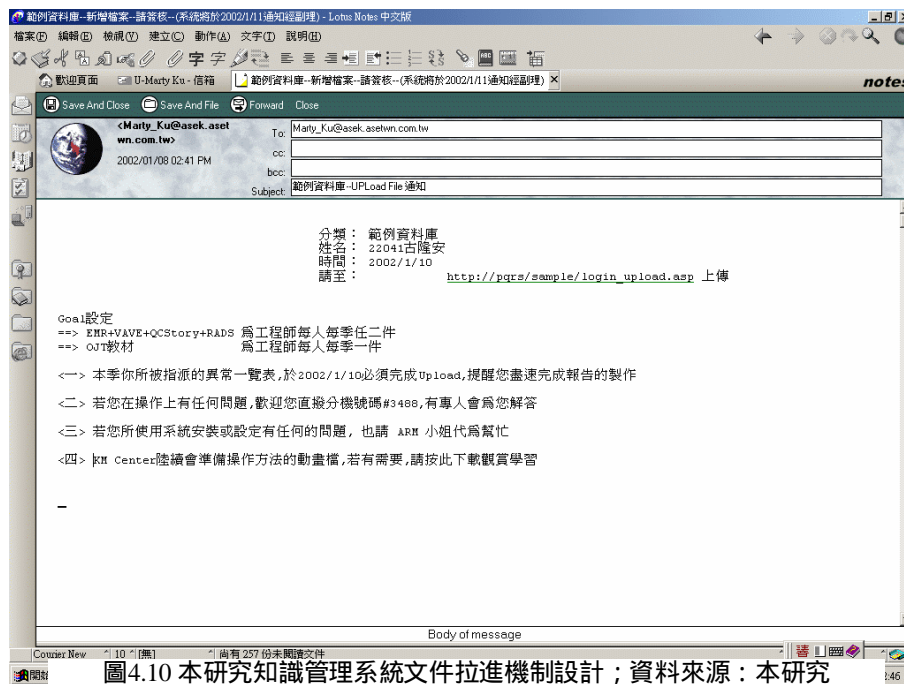 範例資料庫--新增檔案--請簽核--(系統將於2002/1/11通知經副理) - Lotus Notes 中文版
檔案(F) 編輯(E) 檢視(V) 建立(C) 動作(A) 文字(T) 說明(H)
歡迎頁面 U-Marty Ku - 信箱 範例資料庫--新增檔案--請簽核--(系統將於2002/1/11通知經副理) notes
Save And Close Save And File Forward Close
<Marty_Ku@asek.asetwn.com.tw>
2002/01/08 02:41 PM
To: Marty_Ku@asek.asetwn.com.tw
cc:
bcc:
Subject: 範例資料庫--UPLoad File 通知
分類： 範例資料庫
姓名： 22041古隆安
時間： 2002/1/10
請至： http://pqrs/sample/login_upload.asp 上傳
Goal設定
==> EMR+VAVE+QCStory+RADS 為工程師每人每季任二件
==> OJT教材 為工程師每人每季一件
<一> 本季你所被指派的異常一覽表,於2002/1/10必須完成Upload,提醒您盡速完成報告的製作
<二> 若您在操作上有任何問題,歡迎您直撥分機號碼#3488,有專人會為您解答
<三> 若您所使用系統安裝或設定有任何的問題, 也請 ARM 小姐代為幫忙
<四> KM Center陸續會準備操作方法的動畫檔,若有需要,請按此下載觀賞學習
Body of message
Courier New 10 [無] 尚有 257 份未閱讀文件
開始
圖4.10 本研究知識管理系統文件拉進機制設計；資料來源：本研究